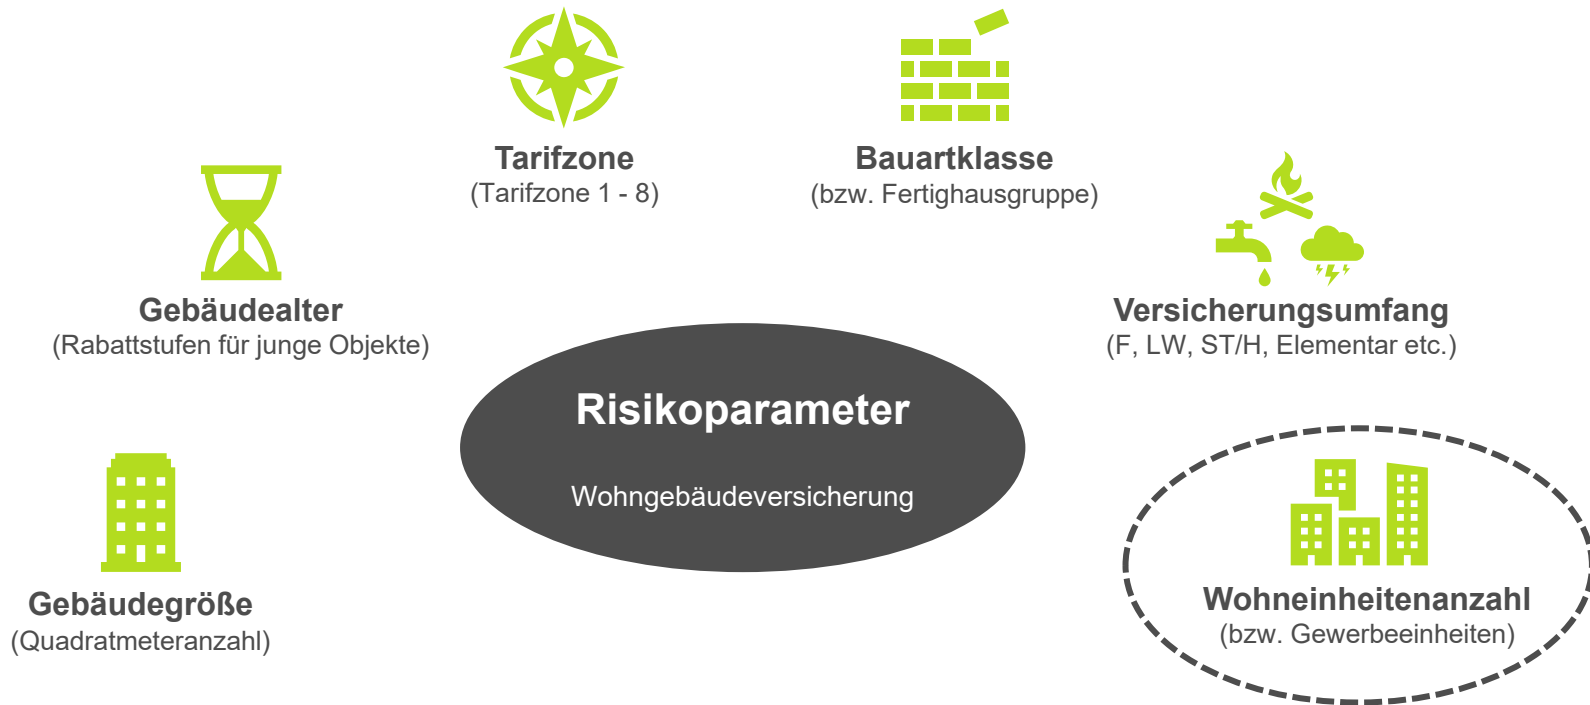 Tarifzone
(Tarifzone 1 - 8)
Bauartklasse
(bzw. Fertighausgruppe)
Gebäudealter
(Rabattstufen für junge Objekte)
Versicherungsumfang
(F, LW, ST/H, Elementar etc.)
Risikoparameter
Wohngebäudeversicherung
Gebäudegröße
(Quadratmeteranzahl)
Wohneinheitenanzahl
(bzw. Gewerbeeinheiten)